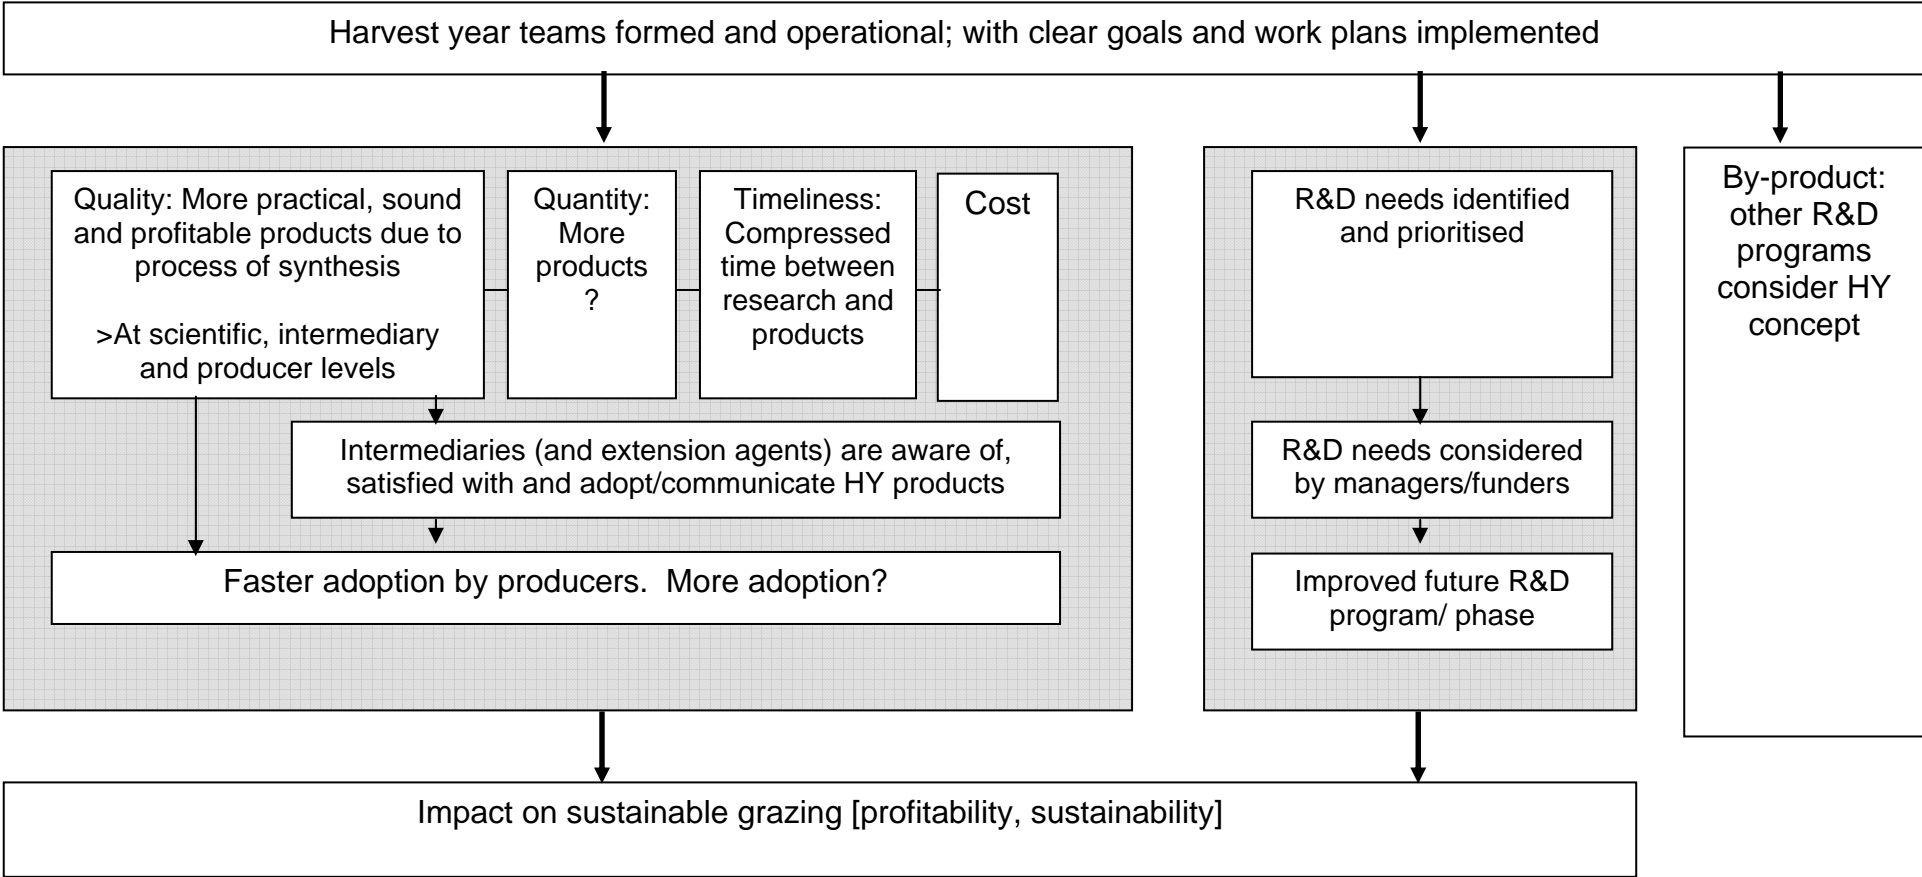 Harvest year teams formed and operational; with clear goals and work plans implemented
Quality: More practical, sound
and profitable products due to
process of synthesis
>At scientific, intermediary
and producer levels
Quantity:
More
products
?
Timeliness:
Compressed
time between
research and
products
Cost
Intermediaries (and extension agents) are aware of,
satisfied with and adopt/communicate HY products
Faster adoption by producers.  More adoption?
R&D needs identified
and prioritised
R&D needs considered
by managers/funders
Improved future R&D
program/ phase
By-product:
other R&D
programs
consider HY
concept
Impact on sustainable grazing [profitability, sustainability]